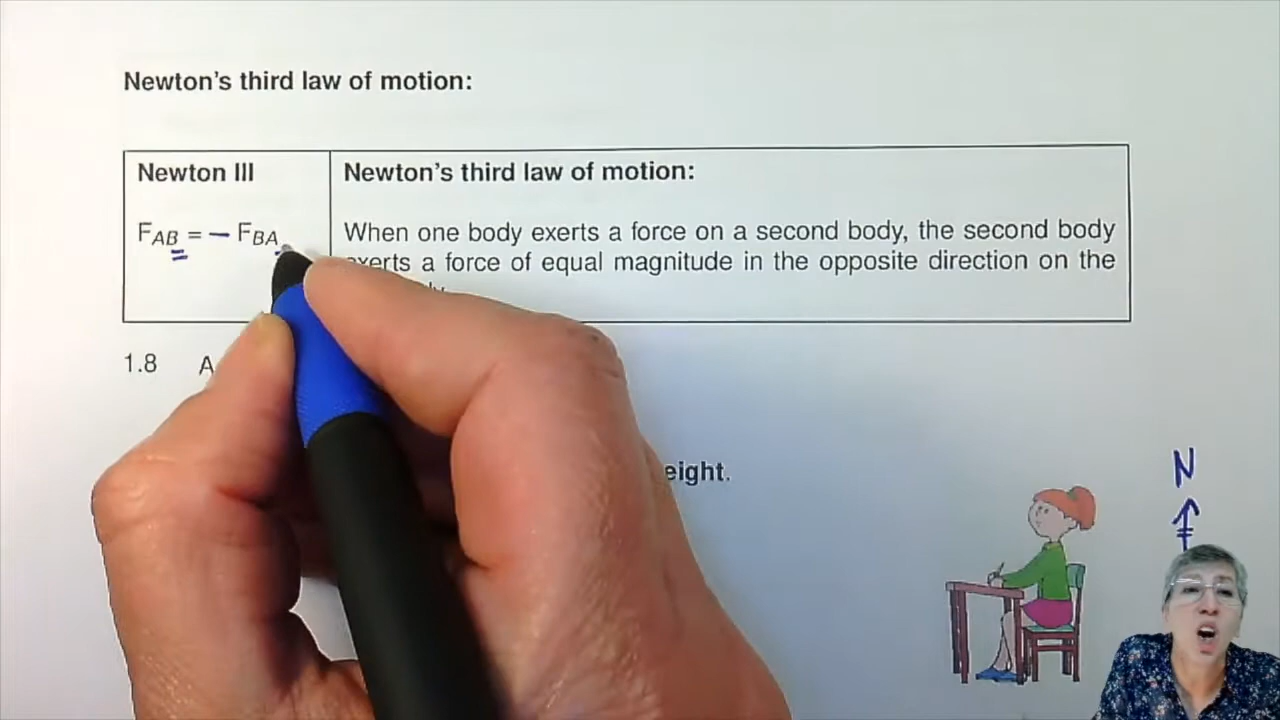 Newton's third law of motion:
Newton III
Newton's third law of motion:
FAB = – FBA
When one body exerts a force on a second body, the second body
exerts a force of equal magnitude in the opposite direction on the
1.8 A
eight.
N